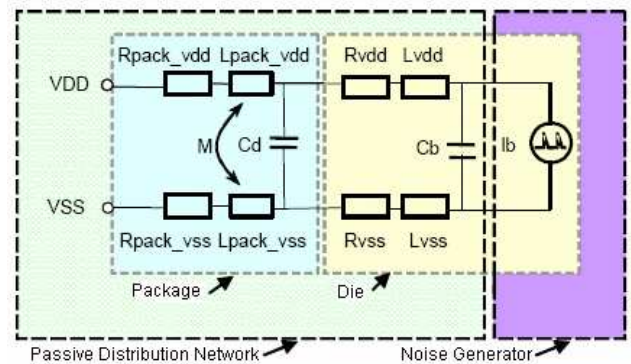 Rpack_vdd Lpack_vdd Rvdd Lvdd
VDD
M Cd Cb Ib
VSS
Rpack_vss Lpack_vss Rvss Lvss
Package Die
Passive Distribution Network Noise Generator